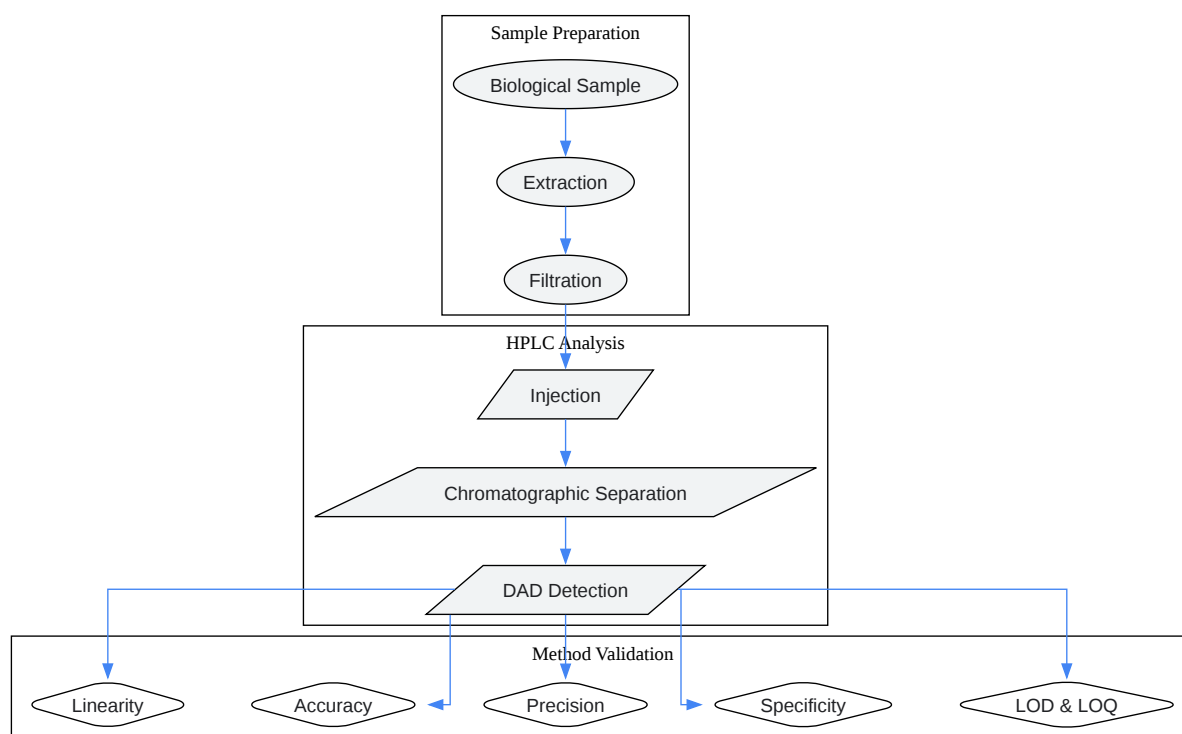 Sample Preparation
Biological Sample
Extraction
Filtration
HPLC Analysis
Injection
Chromatographic Separation
DAD Detection
Method Validation
Linearity
Accuracy
Precision
Specificity
LOD & LOQ